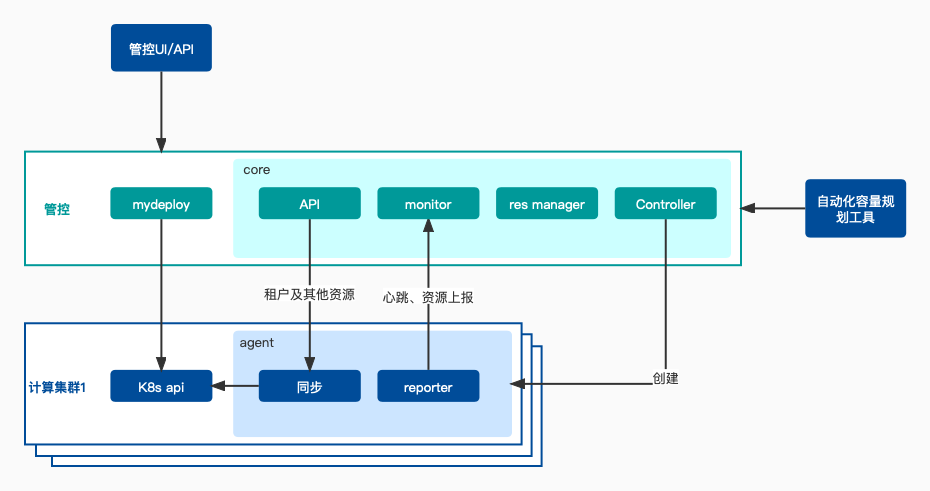 管控UI/API
core
管控
mydeploy
API
monitor
res manager
Controller
自动化容量规
划工具
租户及其他资源
心跳、资源上报
agent
计算集群1
K8s api
同步
reporter
创建